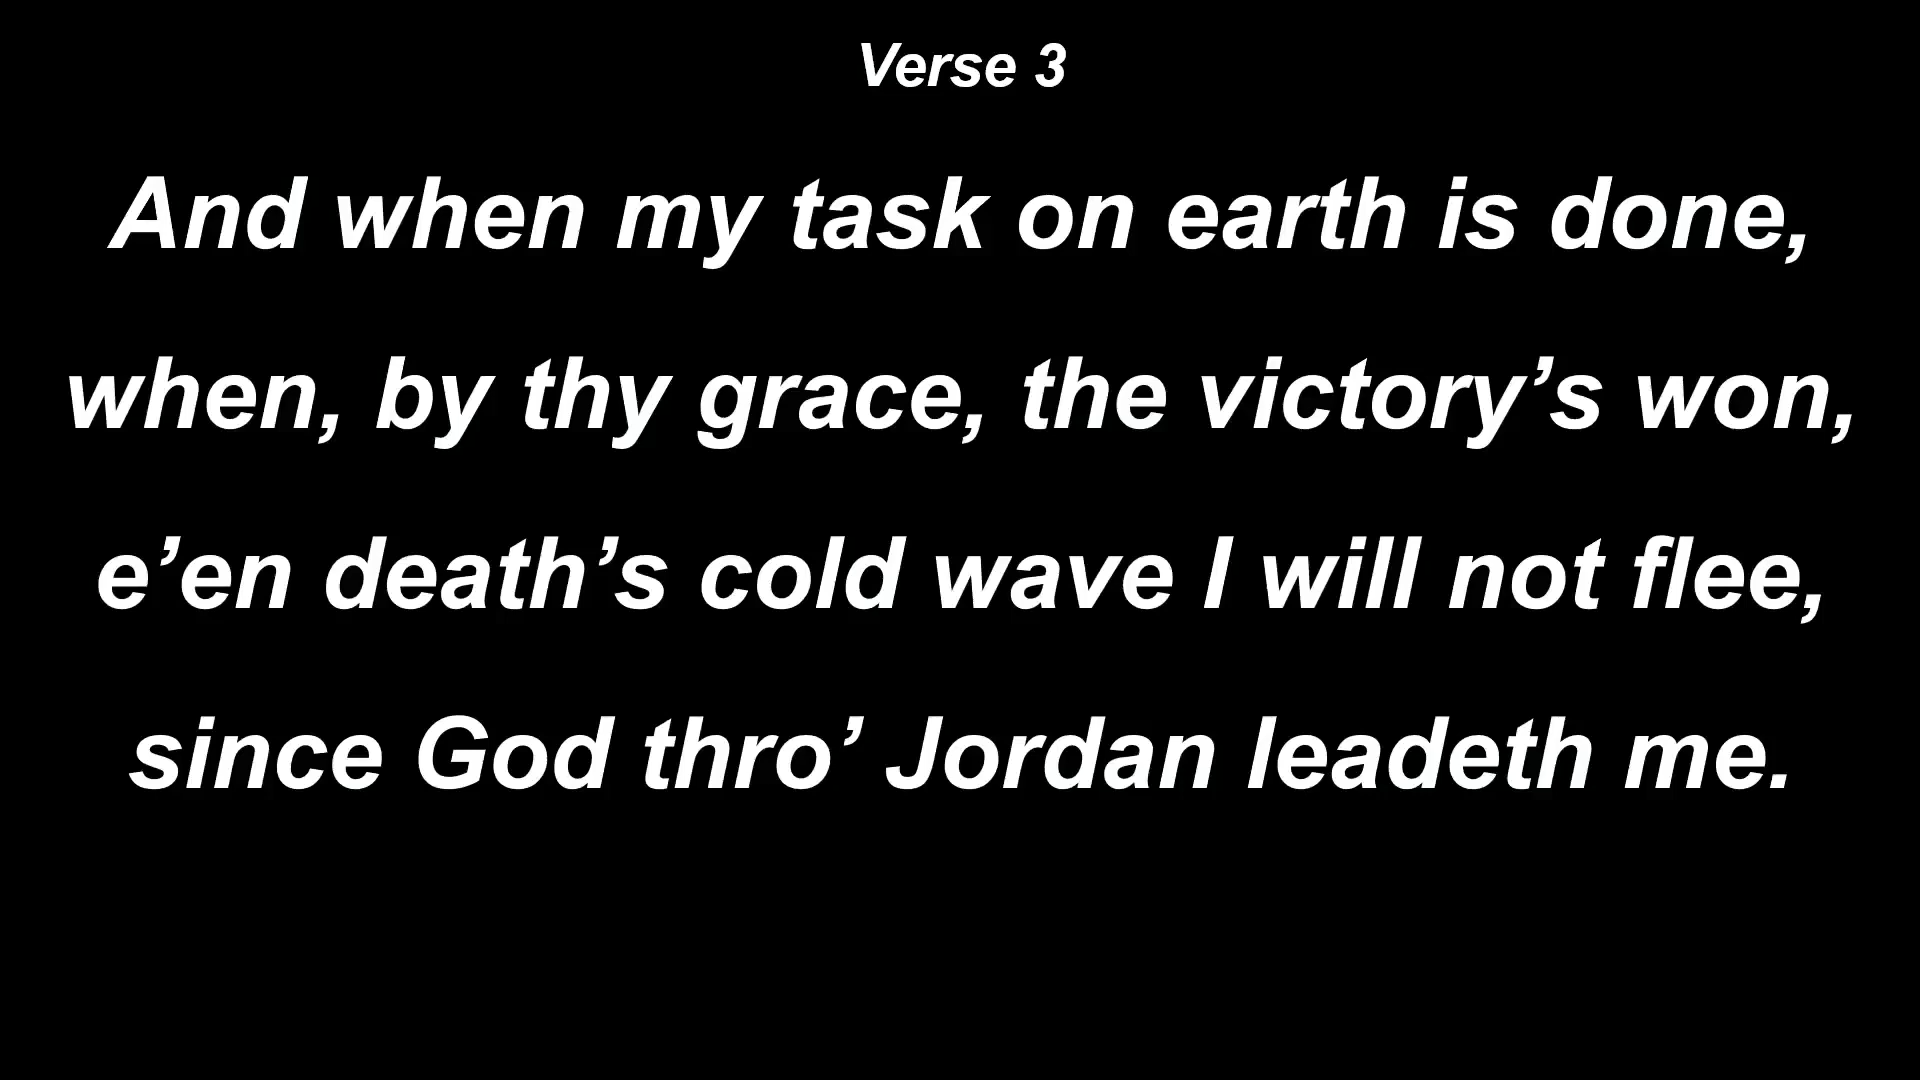 Verse 3
And when my task on earth is done,
when, by thy grace, the victory’s won,
e’en death’s cold wave I will not flee,
since God thro’ Jordan leadeth me.